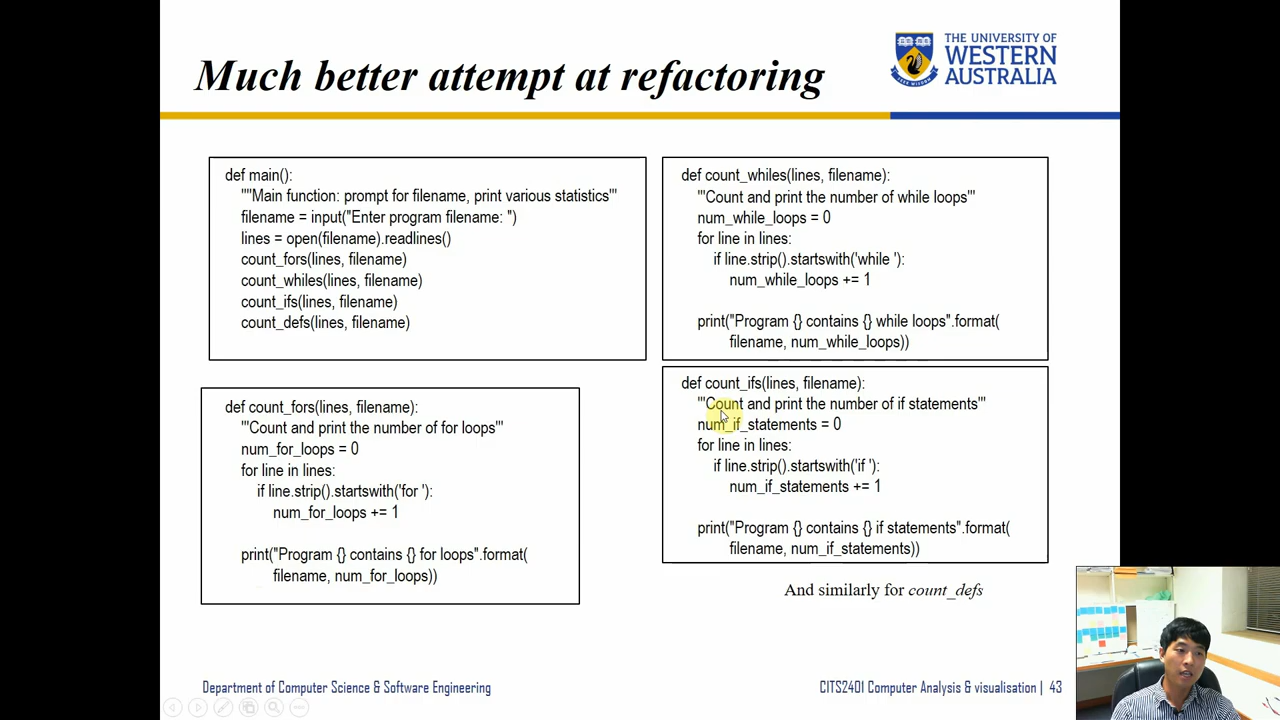 Much better attempt at refactoring
THE UNIVERSITY OF
WESTERN
AUSTRALIA
def main():
""""Main function: prompt for filename, print various statistics'''
filename = input("Enter program filename: ")
lines = open(filename).readlines()
count_fors(lines, filename)
count_whiles(lines, filename)
count_ifs(lines, filename)
count_defs(lines, filename)
def count_fors(lines, filename):
'''Count and print the number of for loops'''
num_for_loops = 0
for line in lines:
if line.strip().startswith('for '):
num_for_loops += 1
print("Program {} contains {} for loops".format(
filename, num_for_loops))
def count_whiles(lines, filename):
'''Count and print the number of while loops'''
num_while_loops = 0
for line in lines:
if line.strip().startswith('while '):
num_while_loops += 1
print("Program {} contains {} while loops".format(
filename, num_while_loops))
def count_ifs(lines, filename):
'''Count and print the number of if statements'''
num_if_statements = 0
for line in lines:
if line.strip().startswith('if '):
num_if_statements += 1
print("Program {} contains {} if statements".format(
filename, num_if_statements))
And similarly for count_defs
Department of Computer Science & Software Engineering
CITS2401 Computer Analysis & visualisation | 43